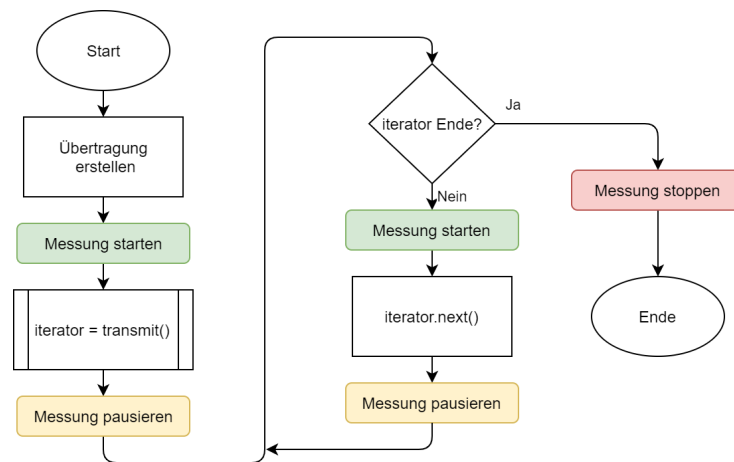 Start
Übertragung
erstellen
Messung starten
iterator = transmit()
Messung pausieren
iterator Ende?
Ja
Nein
Messung starten
iterator.next()
Messung pausieren
Messung stoppen
Ende